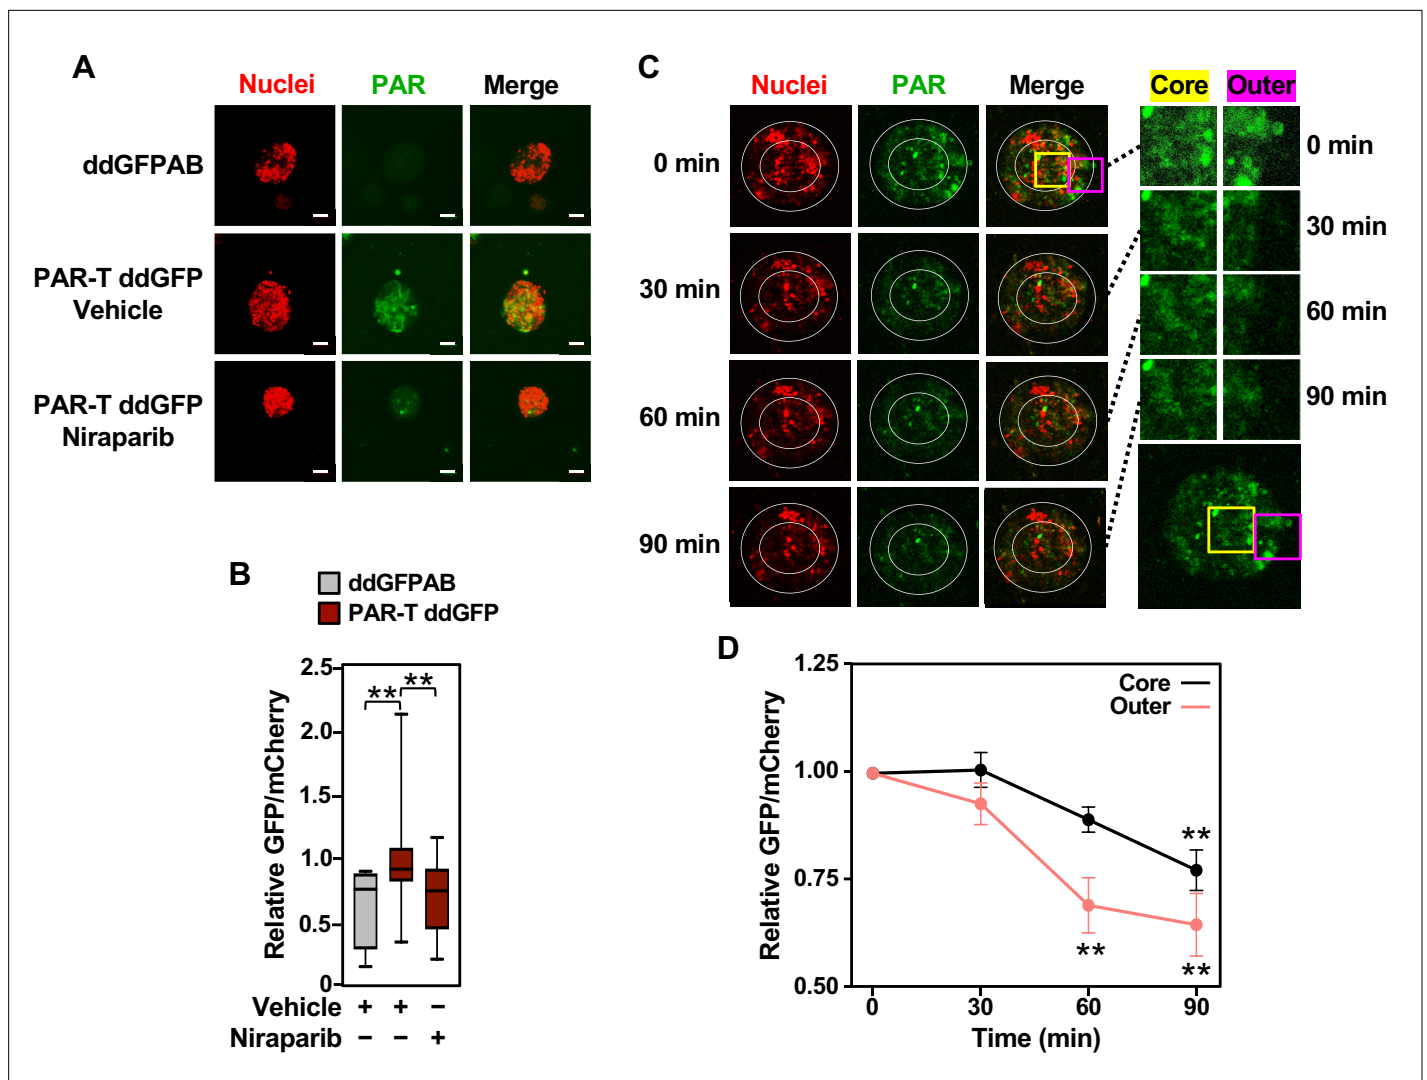 A
Nuclei PAR Merge
ddGFPAB
PAR-T ddGFP
Vehicle
PAR-T ddGFP
Niraparib
B
ddGFPAB
PAR-T ddGFP
Relative GFP/mCherry
2.5
2.0
1.5
1.0
0.5
0
** **
Vehicle + + −
Niraparib − − +
C
Nuclei PAR Merge Core Outer
0 min
30 min
60 min
90 min
0 min
30 min
60 min
90 min
D
Relative GFP/mCherry
1.25
1.00
0.75
0.50
Core
Outer
**
**
**
0 30 60 90
Time (min)